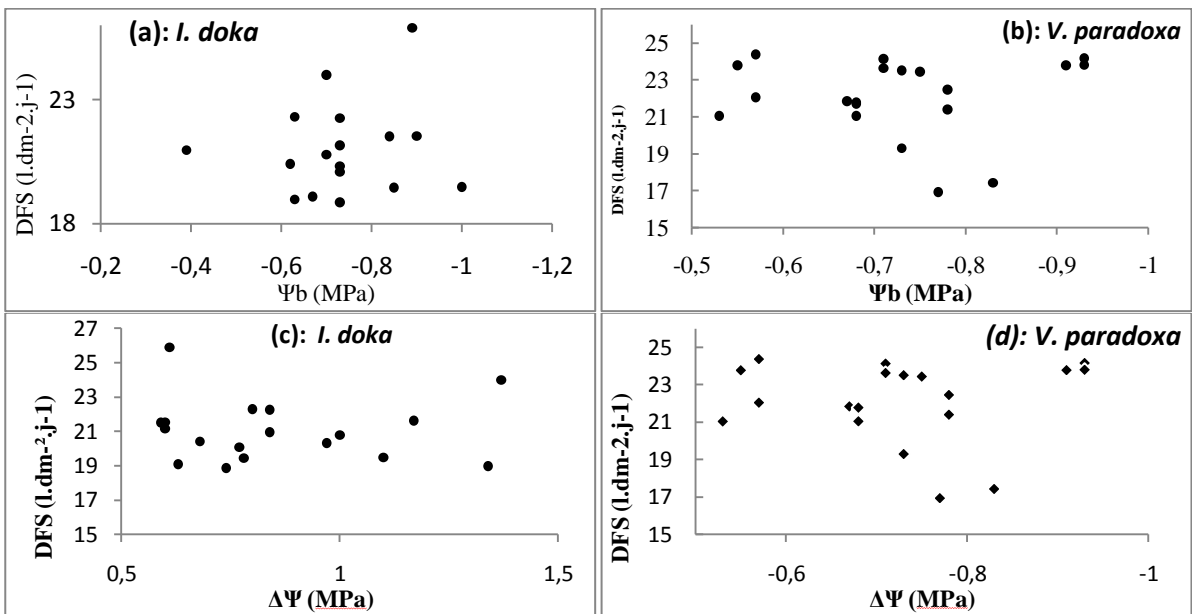 (a): I. doka
DFS (l.dm-2.j-1)
23
18
-0,2 -0,4 -0,6 -0,8 -1 -1,2
Ψb (MPa)
(b): V. paradoxa
DFS (l.dm-2.j-1)
25
23
21
19
17
15
-0,5 -0,6 -0,7 -0,8 -0,9 -1
Ψb (MPa)
(c): I. doka
DFS (l.dm-².j-1)
27
25
23
21
19
17
15
0,5 1 1,5
ΔΨ (MPa)
(d): V. paradoxa
DFS (l.dm-2.j-1)
25
23
21
19
17
15
-0,6 -0,8 -1
ΔΨ (MPa)